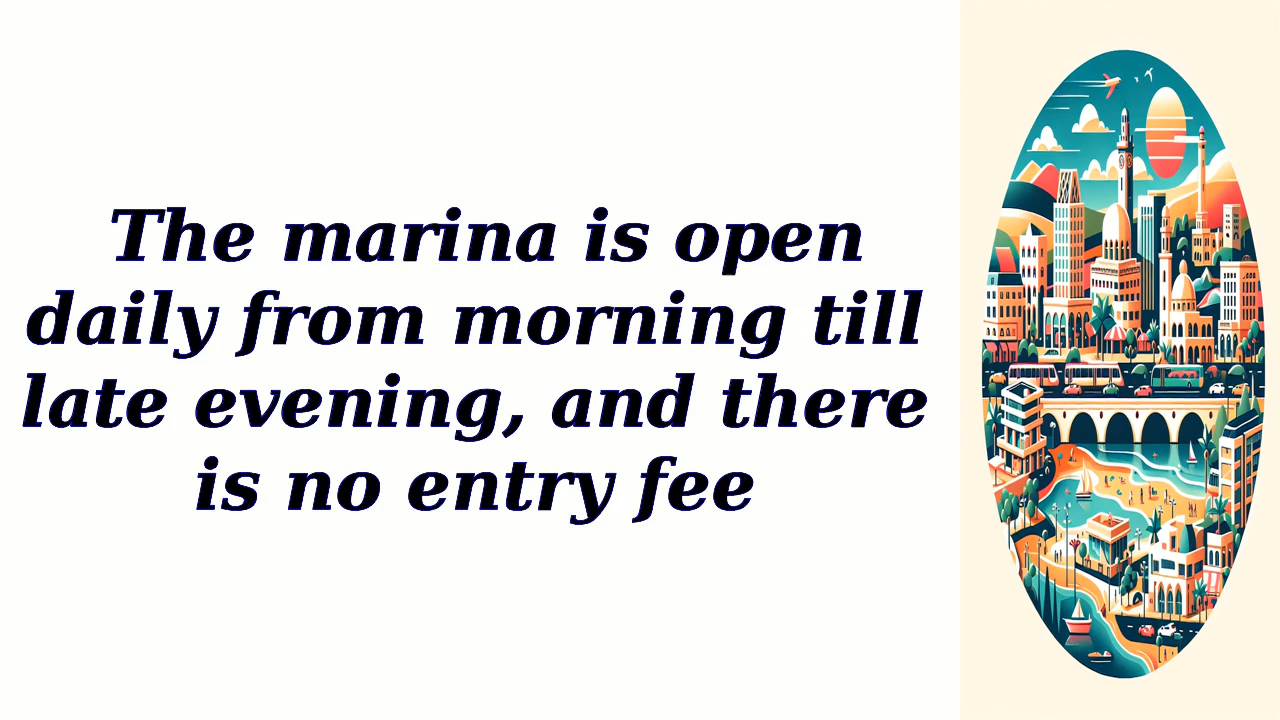 The marina is open
daily from morning till
late evening, and there
is no entry fee